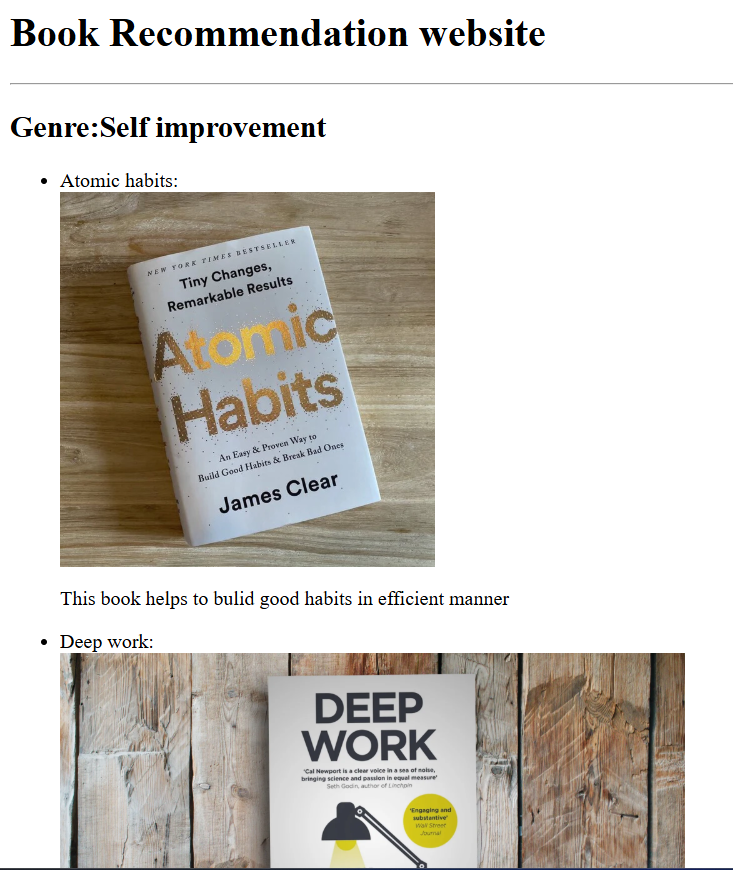 Book Recommendation website
Genre:Self improvement
Atomic habits:
NEW YORK TIMES BESTSELLER
Tiny Changes,
Remarkable Results
Atomic
Habits
An Easy & Proven Way to
Build Good Habits & Break Bad Ones
James Clear
This book helps to bulid good habits in efficient manner
Deep work:
DEEP
WORK
'Cal Newport is a clear voice in a sea of noise,
bringing science and passion in equal measure'
Seth Godin, author of Linchpin
'Engaging and
substantive'
Wall Street
Journal